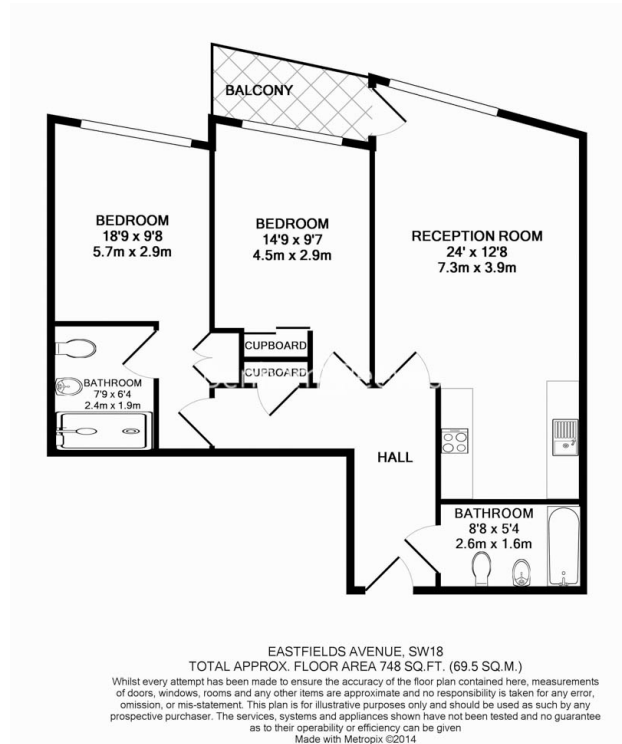 BALCONY
BEDROOM
18'9 x 9'8
5.7m x 2.9m
BEDROOM
14'9 x 9'7
4.5m x 2.9m
RECEPTION ROOM
24' x 12'8
7.3m x 3.9m
CUPBOARD
CUPBOARD
BATHROOM
7'9 x 6'4
2.4m x 1.9m
HALL
BATHROOM
8'8 x 5'4
2.6m x 1.6m
EASTFIELDS AVENUE, SW18
TOTAL APPROX. FLOOR AREA 748 SQ.FT. (69.5 SQ.M.)
Whilst every attempt has been made to ensure the accuracy of the floor plan contained here, measurements
of doors, windows, rooms and any other items are approximate and no responsibility is taken for any error,
omission, or mis-statement. This plan is for illustrative purposes only and should be used as such by any
prospective purchaser. The services, systems and appliances shown have not been tested and no guarantee
as to their operability or efficiency can be given
Made with Metropix ©2014